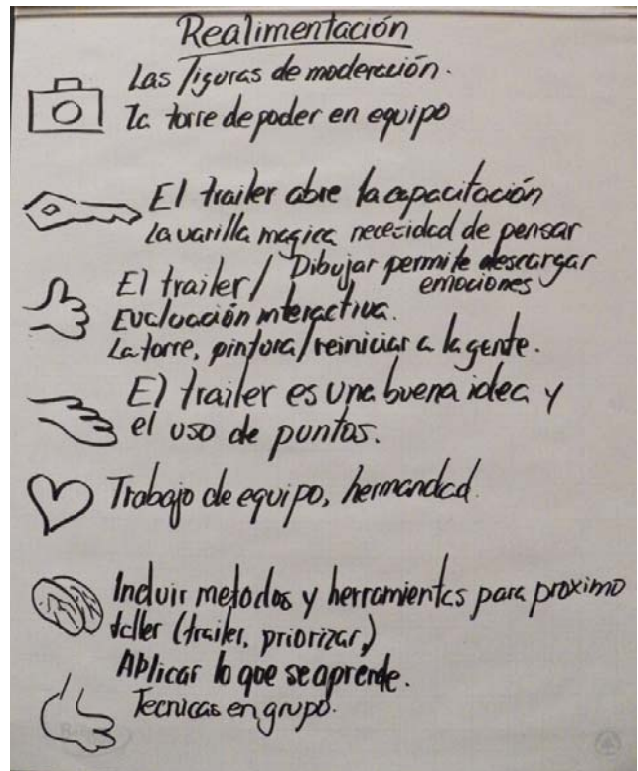 Realimentación
Las figuras de moderación.
La torre de poder en equipo
El trailer abre la capacitación
la varilla magica necesidad de pensar
El trailer / Dibujar permite descargar
emociones
Evaluación interactiva.
La torre, pintura/reiniciar a la gente.
El trailer es una buena idea y
el uso de puntos.
Trabajo de equipo, hermandad.
Incluir metodos y herramientas para proximo
taller (trailer, priorizar,)
Aplicar lo que se aprende.
Tecnicas en grupo.